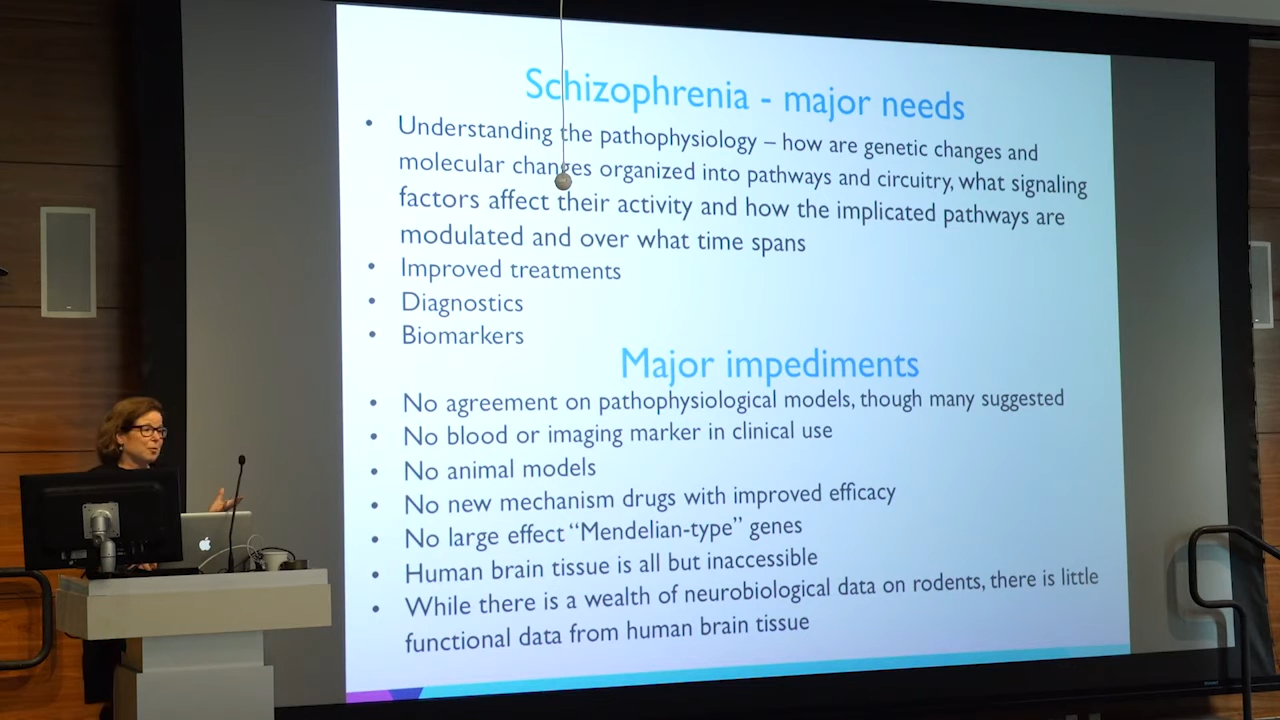 Schizophrenia - major needs
• Understanding the pathophysiology – how are genetic changes and
molecular changes organized into pathways and circuitry, what signaling
factors affect their activity and how the implicated pathways are
modulated and over what time spans
• Improved treatments
• Diagnostics
• Biomarkers
Major impediments
• No agreement on pathophysiological models, though many suggested
• No blood or imaging marker in clinical use
• No animal models
• No new mechanism drugs with improved efficacy
• No large effect “Mendelian-type” genes
• Human brain tissue is all but inaccessible
• While there is a wealth of neurobiological data on rodents, there is little
functional data from human brain tissue